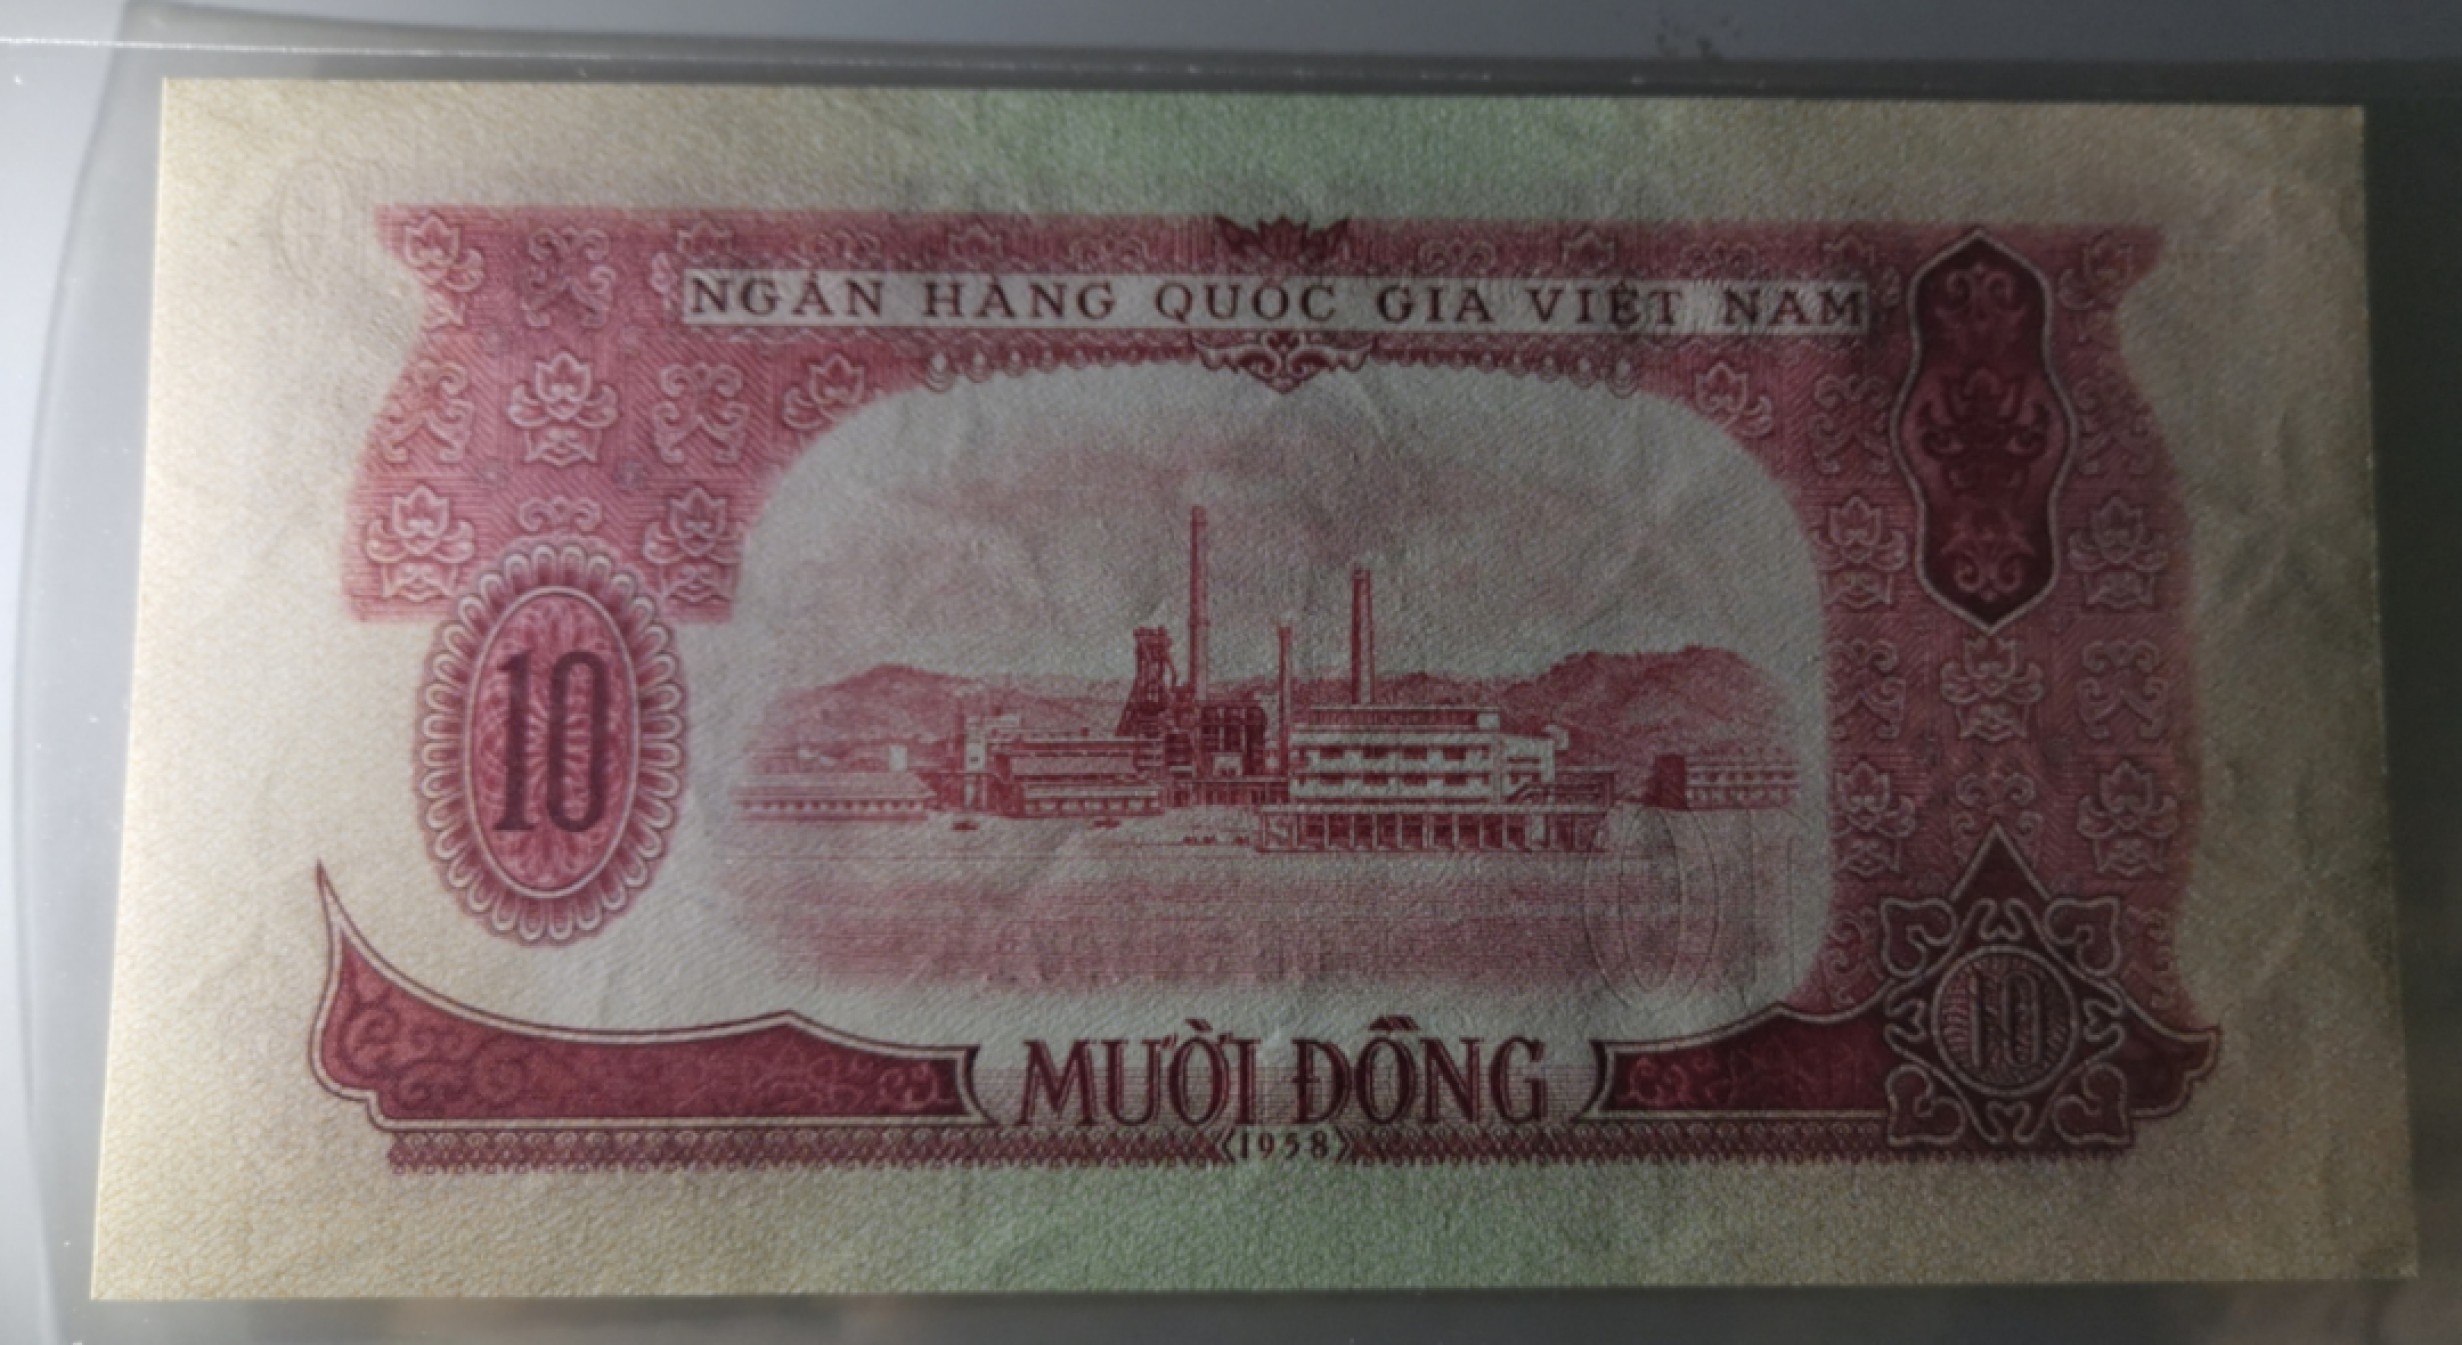 NGÂN HÀNG QUỐC GIA VIỆT NAM
10
10
MƯỜI ĐỒNG
1958